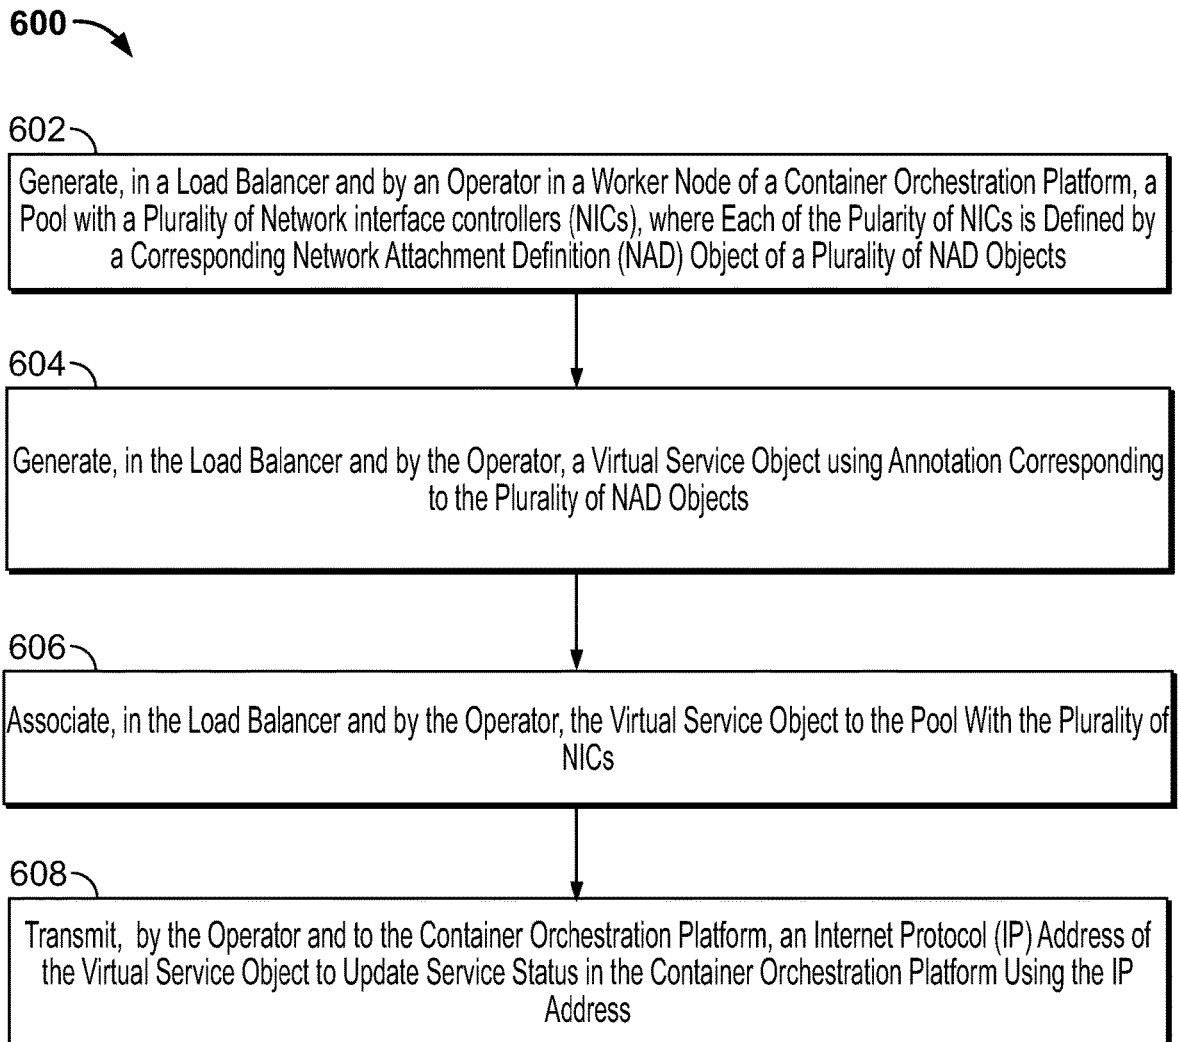 600
602
Generate, in a Load Balancer and by an Operator in a Worker Node of a Container Orchestration Platform, a
Pool with a Plurality of Network interface controllers (NICs), where Each of the Pularity of NICs is Defined by
a Corresponding Network Attachment Definition (NAD) Object of a Plurality of NAD Objects
604
Generate, in the Load Balancer and by the Operator, a Virtual Service Object using Annotation Corresponding
to the Plurality of NAD Objects
606
Associate, in the Load Balancer and by the Operator, the Virtual Service Object to the Pool With the Plurality of
NICs
608
Transmit, by the Operator and to the Container Orchestration Platform, an Internet Protocol (IP) Address of
the Virtual Service Object to Update Service Status in the Container Orchestration Platform Using the IP
Address